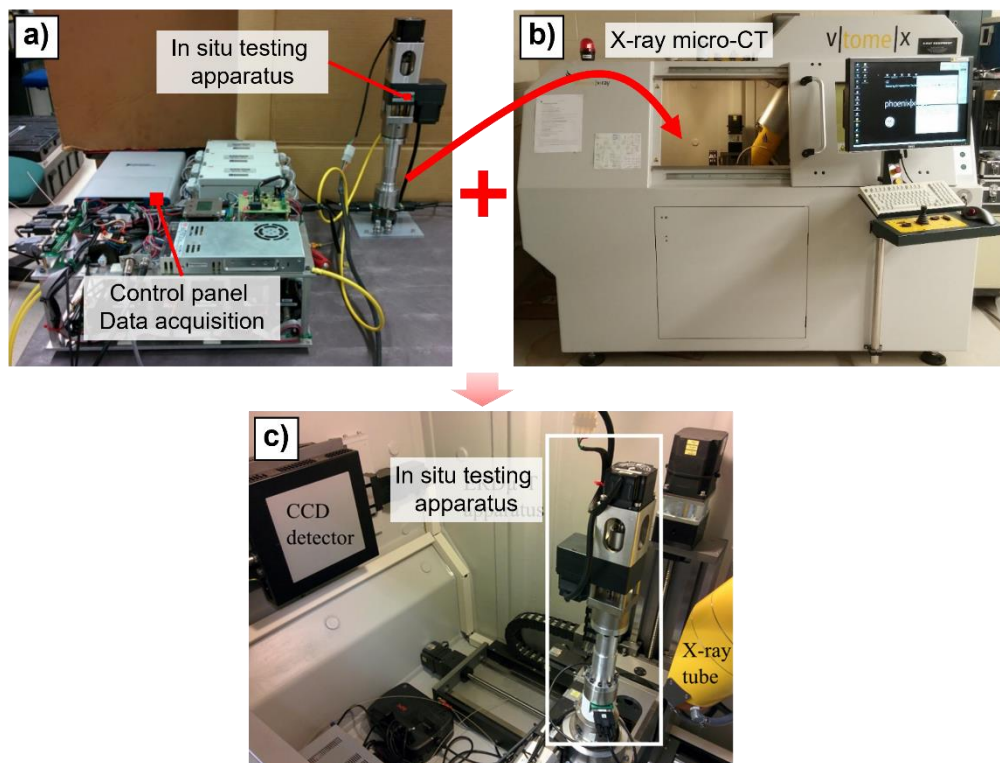 a)
In situ testing
apparatus
Control panel
Data acquisition
b)
X-ray micro-CT
v|tome|x
x-ray
phoenix|x
c)
In situ testing
apparatus
CCD
detector
X-ray
tube